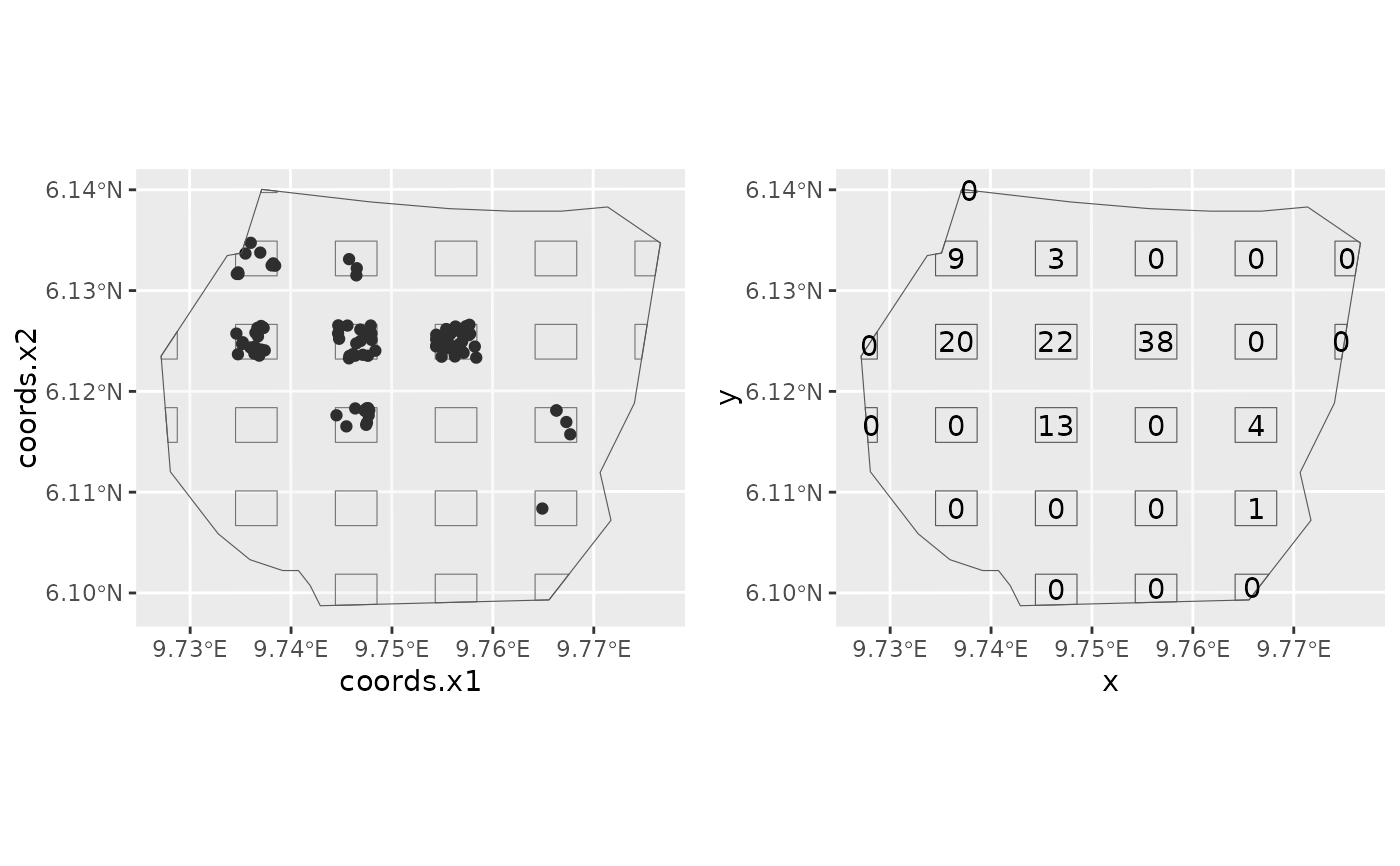 6.14°N
6.13°N
6.12°N
6.11°N
6.10°N
coords.x2
9.73°E 9.74°E 9.75°E 9.76°E 9.77°E
coords.x1
6.14°N
6.13°N
6.12°N
6.11°N
6.10°N
y
0
9 3 0 0 0
0 20 22 38 0 0
0 0 13 0 4
0 0 0 1
0 0 0
9.73°E 9.74°E 9.75°E 9.76°E 9.77°E
x